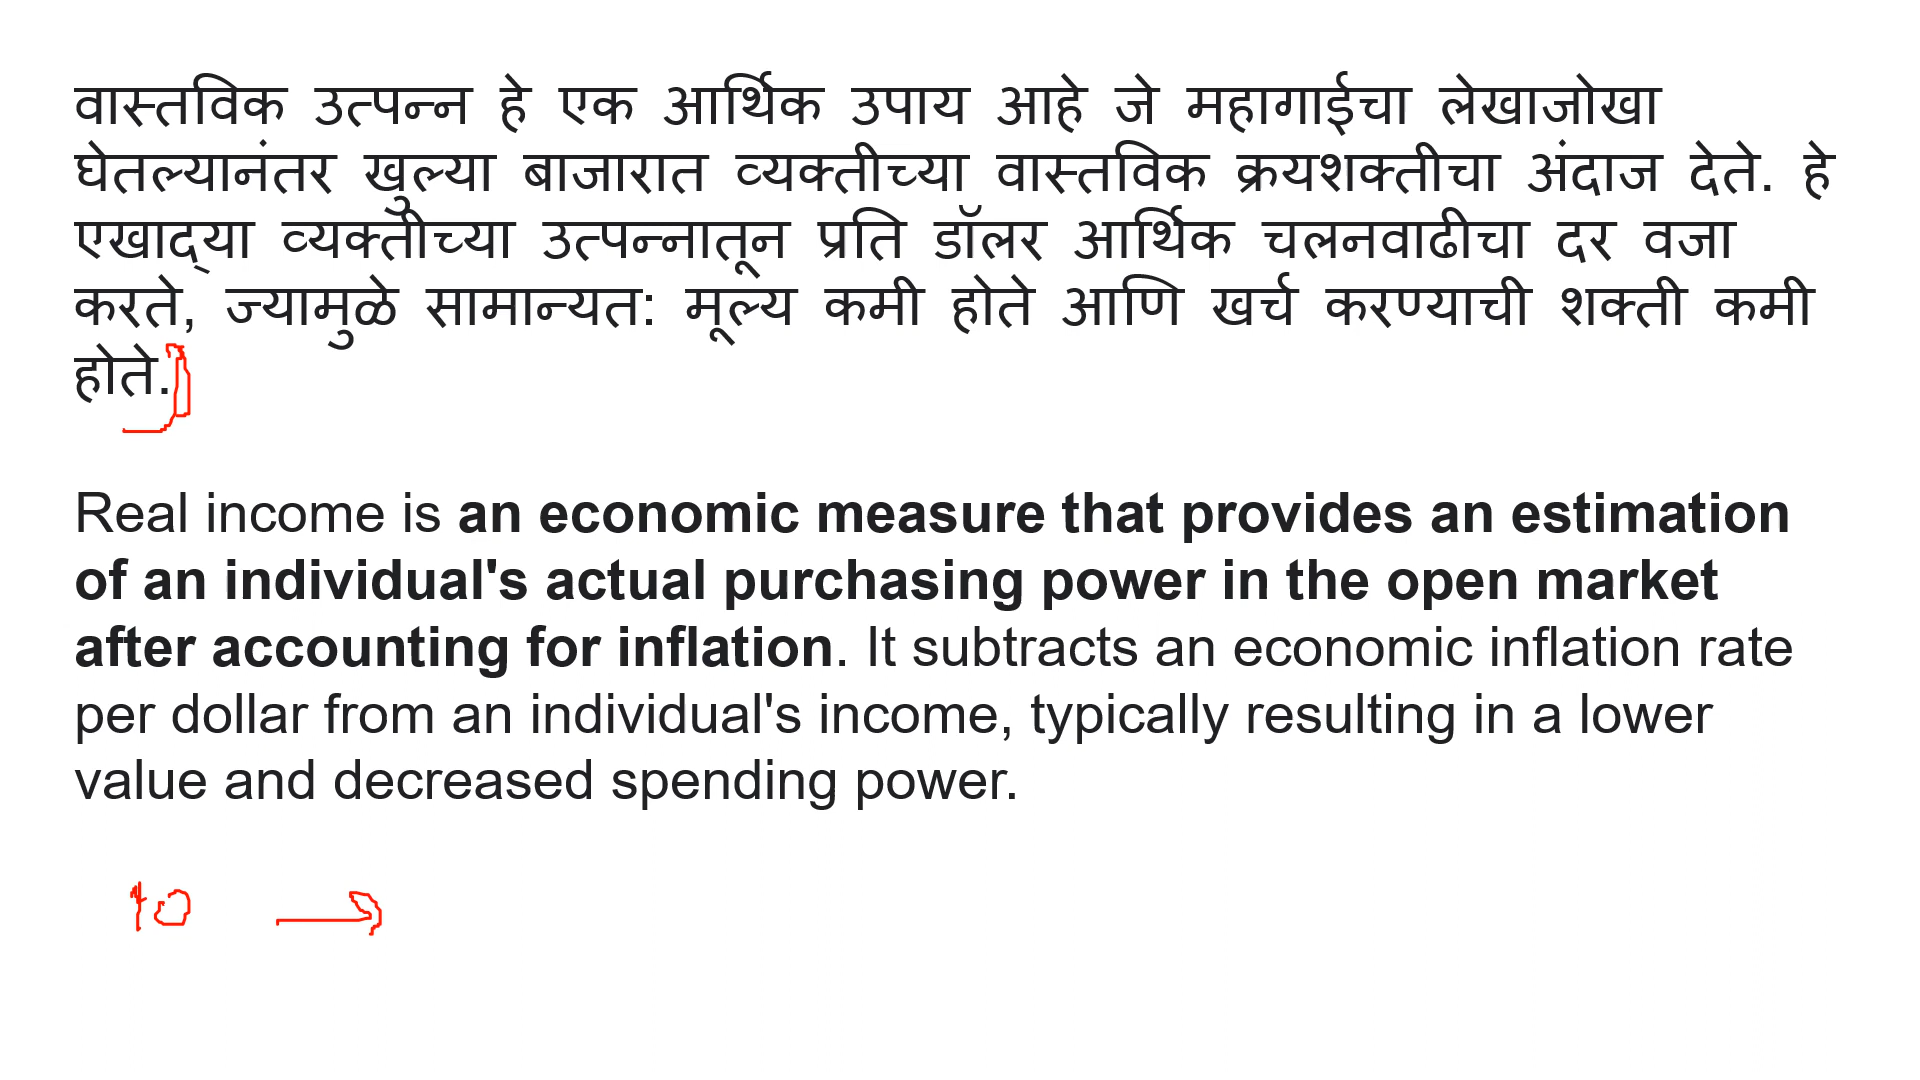 वास्तविक उत्पन्न हे एक आर्थिक उपाय आहे जे महागाईचा लेखाजोखा
घेतल्यानंतर खुल्या बाजारात व्यक्तीच्या वास्तविक क्रयशक्तीचा अंदाज देते. हे
एखाद्या व्यक्तीच्या उत्पन्नातून प्रति डॉलर आर्थिक चलनवाढीचा दर वजा
करते, ज्यामुळे सामान्यत: मूल्य कमी होते आणि खर्च करण्याची शक्ती कमी
होते.
Real income is an economic measure that provides an estimation
of an individual's actual purchasing power in the open market
after accounting for inflation. It subtracts an economic inflation rate
per dollar from an individual's income, typically resulting in a lower
value and decreased spending power.
10 →